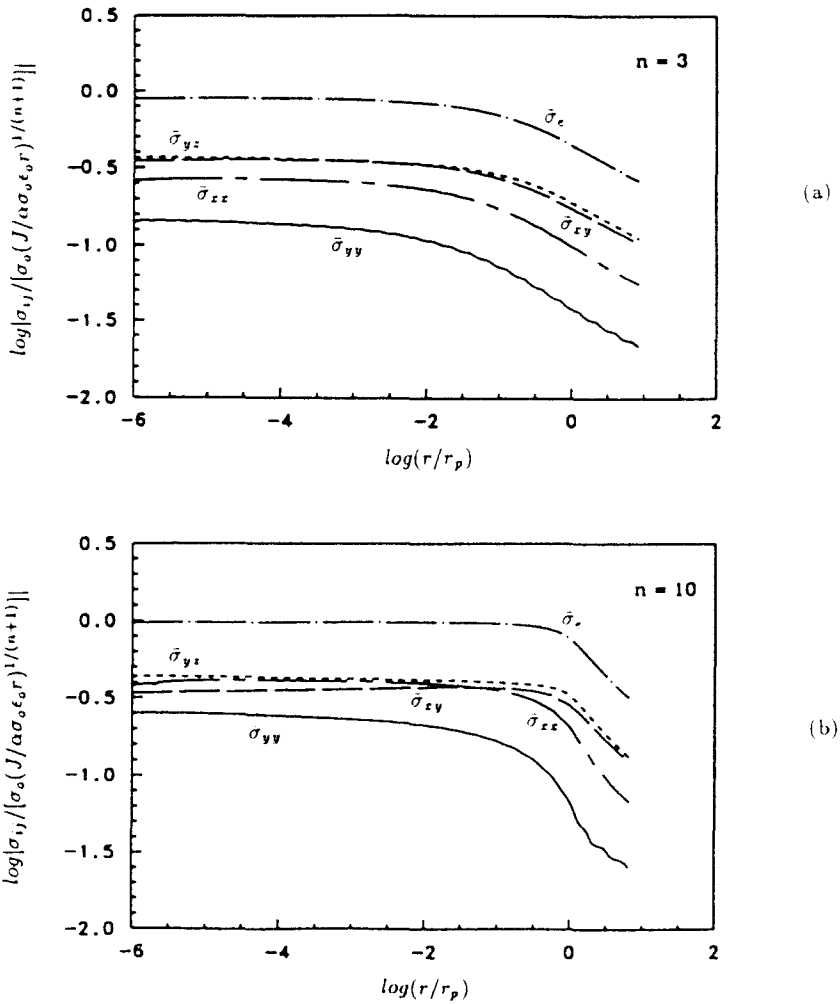 0.5
0.0
−0.5
−1.0
−1.5
−2.0
n = 3
σ̃e
σ̃yz
σ̃xx
σ̃xy
σ̃yy
−6
−4
−2
0
2
log|σij/[σo(J/ασoϵor)^1/(n+1)]|
log(r/rp)
(a)
0.5
0.0
−0.5
−1.0
−1.5
−2.0
n = 10
σ̃e
σ̃yz
σ̃xy
σ̃xx
σyy
−6
−4
−2
0
2
log|σij/[σo(J/ασoϵor)^1/(n+1)]|
log(r/rp)
(b)